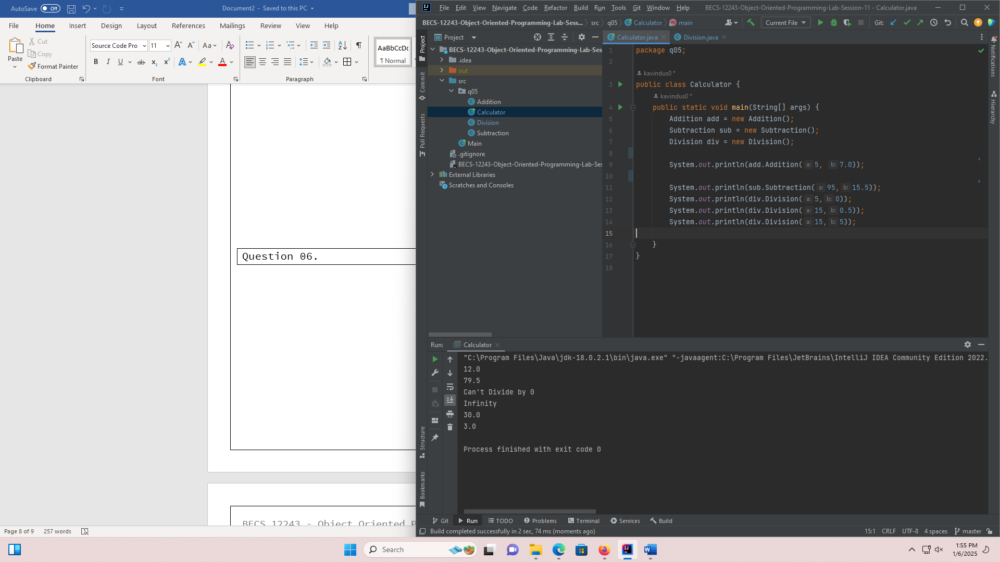 AutoSave Off Document2 - Saved to this PC
File Home Insert Design Layout References Mailings Review View Help
Paste Cut
Copy
Format Painter
Source Code Pro 11 Aa
B I U ab x₂ x² A A
AaBbCcDc
¶ Normal
Clipboard Font Paragraph
Question 06.
Page 8 of 9 257 words
File Edit View Navigate Code Refactor Build Run Tools Git Window Help BECS-12243-Object-Oriented-Programming-Lab-Session-11 - Calculator.java
BECS-12243-Object-Oriented-Programming-Lab-Sess... src q05 Calculator main Current File Git:
Project
Commit
Pull Requests
Structure
Bookmarks
Project
BECS-12243-Object-Oriented-Programming-Lab-Ses
.idea
out
src
q05
Addition
Calculator
Division
Subtraction
Main
.gitignore
BECS-12243-Object-Oriented-Programming-Lab-Ses
External Libraries
Scratches and Consoles
Calculator.java Division.java
1 package q05;
2
kavindus0 *
3 public class Calculator {
kavindus0 *
4 public static void main(String[] args) {
5 Addition add = new Addition();
6 Subtraction sub = new Subtraction();
7 Division div = new Division();
8
9 System.out.println(add.Addition( a: 5, b: 7.0));
10
11 System.out.println(sub.Subtraction( a: 95, b: 15.5));
12 System.out.println(div.Division( a: 5, b: 0));
13 System.out.println(div.Division( a: 15, b: 0.5));
14 System.out.println(div.Division( a: 15, b: 5));
15
16 }
17 }
18
Notifications
Hierarchy
Run: Calculator
"C:\Program Files\Java\jdk-18.0.2.1\bin\java.exe" "-javaagent:C:\Program Files\JetBrains\IntelliJ IDEA Community Edition 2022.
12.0
79.5
Can't Divide by 0
Infinity
30.0
3.0
Process finished with exit code 0
Git Run TODO Problems Terminal Services Build
Build completed successfully in 2 sec, 74 ms (moments ago) 15:1 CRLF UTF-8 4 spaces master
BECS 12243 - Object Oriented P
Search
1:55 PM
1/6/2025